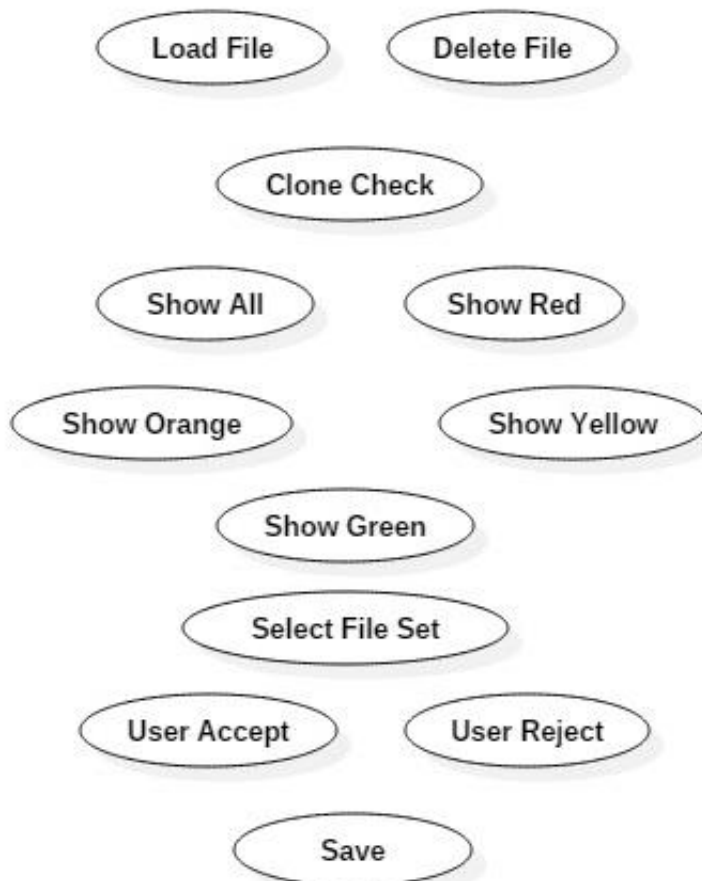 Load File
Delete File
Clone Check
Show All
Show Red
Show Orange
Show Yellow
Show Green
Select File Set
User Accept
User Reject
Save